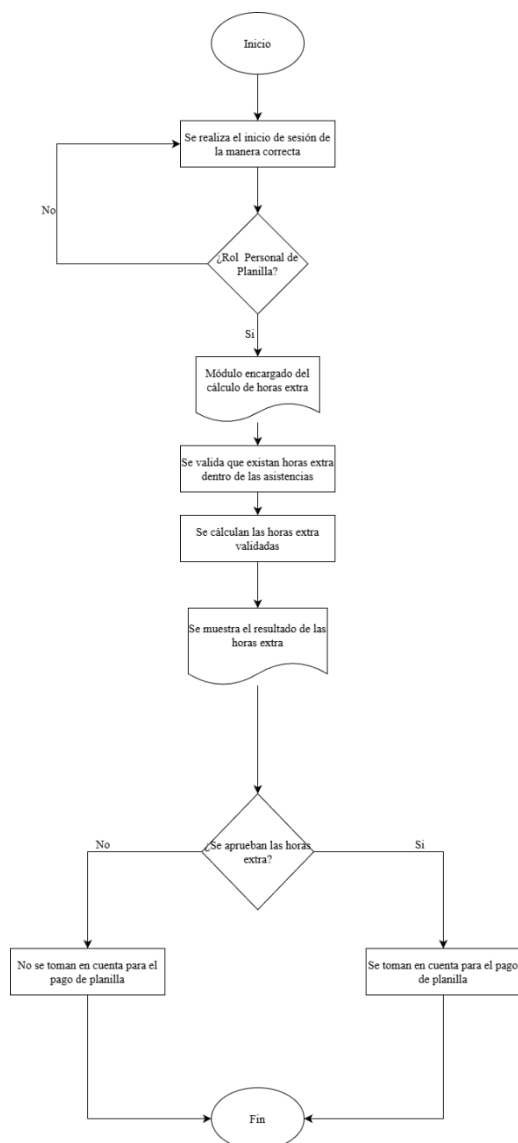 Inicio
Se realiza el inicio de sesión de
la manera correcta
No
¿Rol Personal de
Planilla?
Si
Módulo encargado del
cálculo de horas extra
Se valida que existan horas extra
dentro de las asistencias
Se cálculan las horas extra
validadas
Se muestra el resultado de las
horas extra
No
¿Se aprueban las horas
extra?
Si
No se toman en cuenta para el
pago de planilla
Se toman en cuenta para el pago
de planilla
Fin